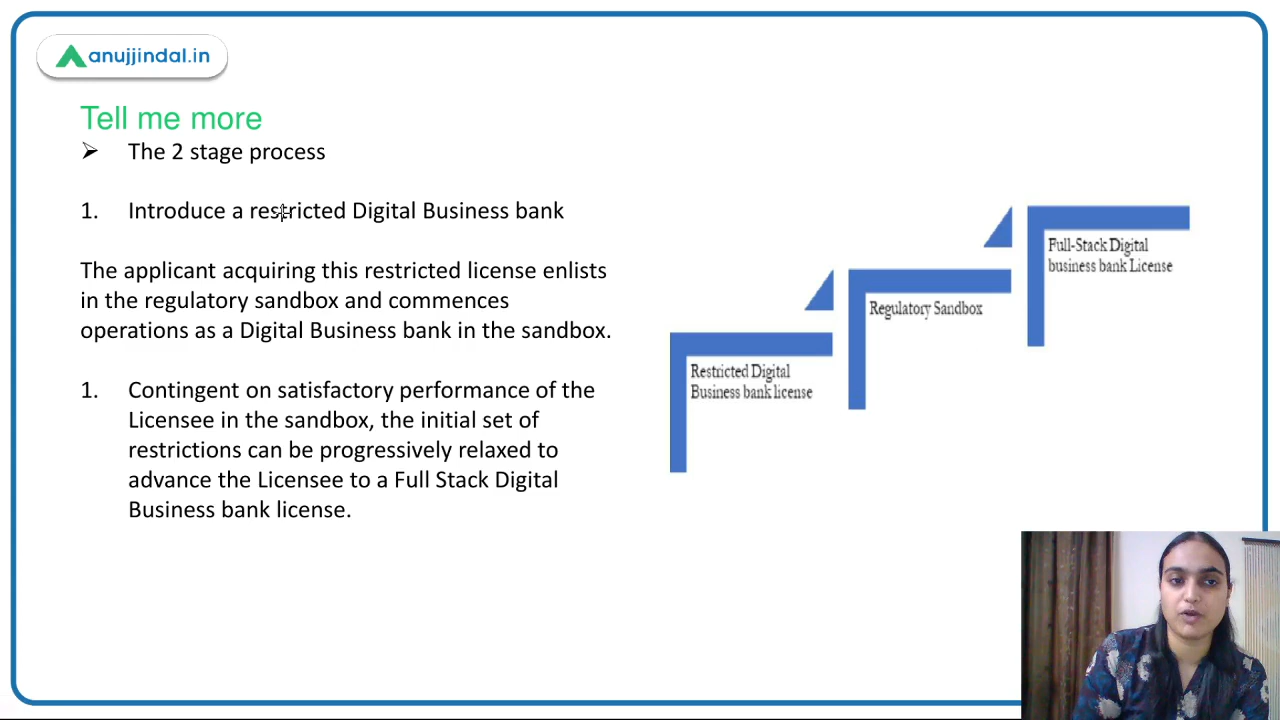 anujjindal.in
Tell me more
➢ The 2 stage process
1. Introduce a restricted Digital Business bank
The applicant acquiring this restricted license enlists
in the regulatory sandbox and commences
operations as a Digital Business bank in the sandbox.
1. Contingent on satisfactory performance of the
Licensee in the sandbox, the initial set of
restrictions can be progressively relaxed to
advance the Licensee to a Full Stack Digital
Business bank license.
Restricted Digital
Business bank license
Regulatory Sandbox
Full-Stack Digital
business bank License